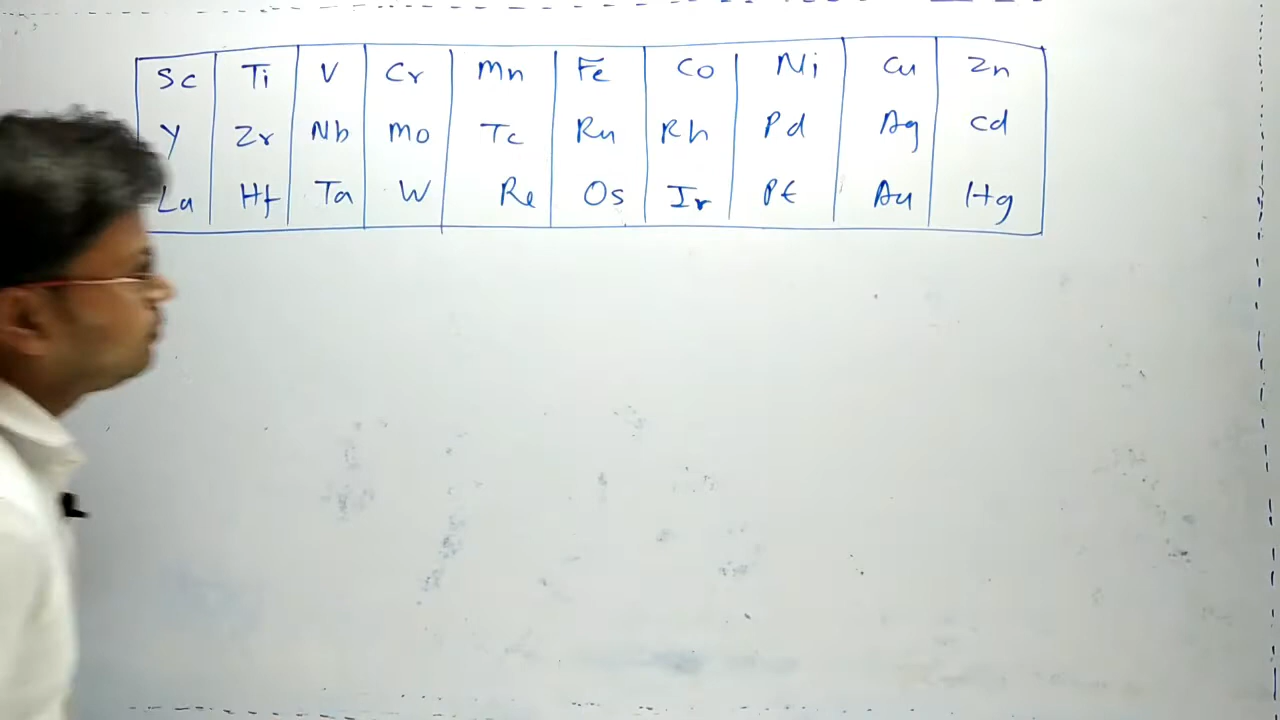 Sc Ti V Cr Mn Fe Co Ni Cu Zn
Y Zr Nb Mo Tc Ru Rh Pd Ag Cd
La Hf Ta W Re Os Ir Pt Au Hg